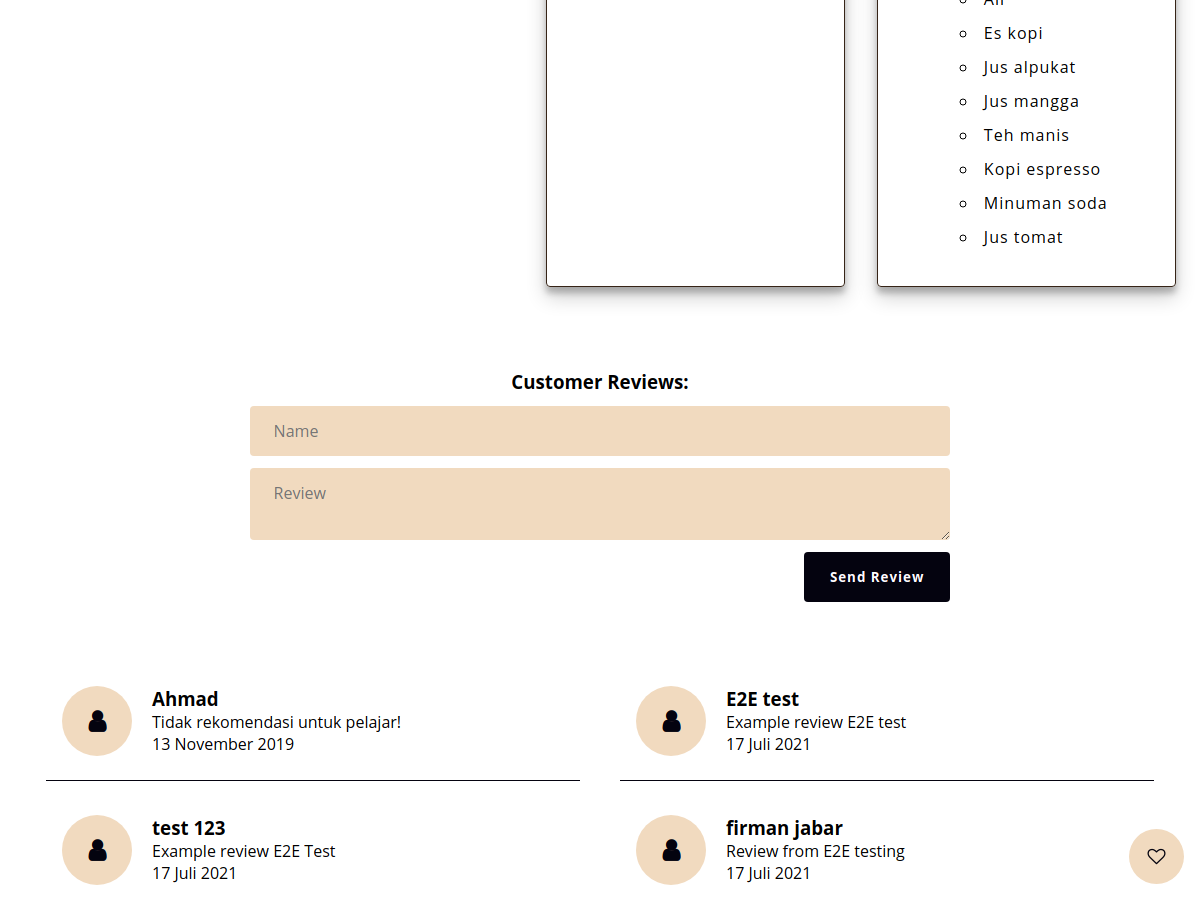 Es kopi
Jus alpukat
Jus mangga
Teh manis
Kopi espresso
Minuman soda
Jus tomat
Customer Reviews:
Name
Review
Send Review
Ahmad
Tidak rekomendasi untuk pelajar!
13 November 2019
E2E test
Example review E2E test
17 Juli 2021
test 123
Example review E2E Test
17 Juli 2021
firman jabar
Review from E2E testing
17 Juli 2021